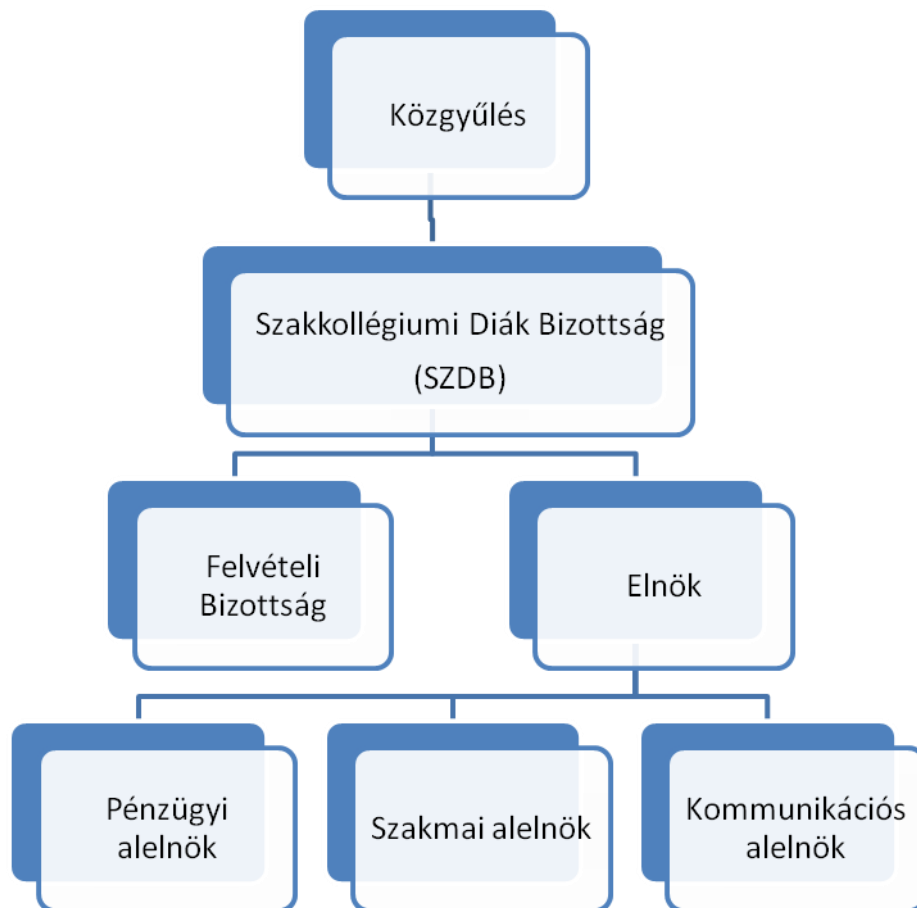 Közgyűlés
Szakkollégiumi Diák Bizottság
(SZDB)
Felvételi
Bizottság
Elnök
Pénzügyi
alelnök
Szakmai alelnök
Kommunikációs
alelnök